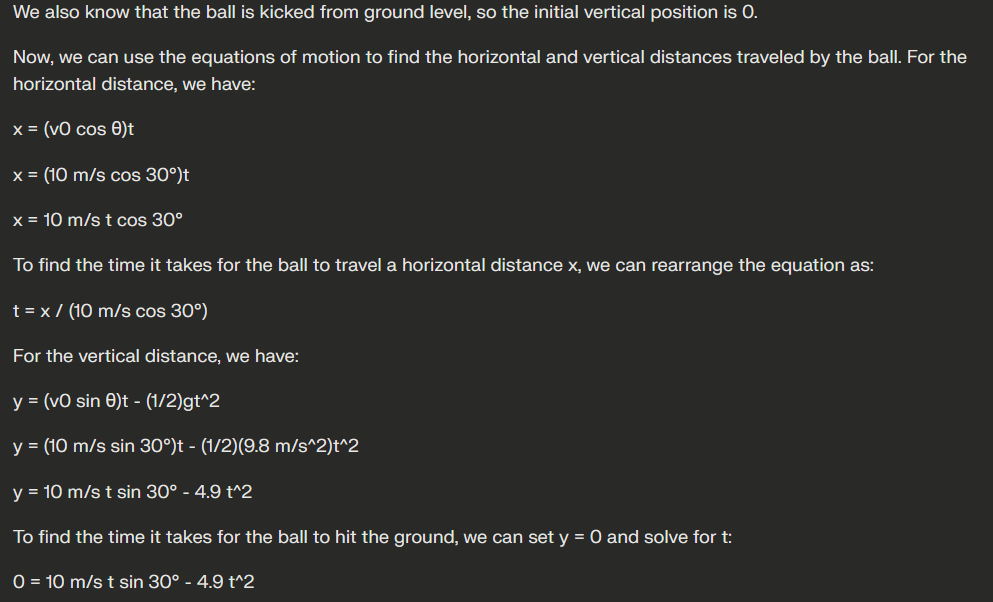 We also know that the ball is kicked from ground level, so the initial vertical position is 0.
Now, we can use the equations of motion to find the horizontal and vertical distances traveled by the ball. For the
horizontal distance, we have:
x = (v0 cos θ)t
x = (10 m/s cos 30°)t
x = 10 m/s t cos 30°
To find the time it takes for the ball to travel a horizontal distance x, we can rearrange the equation as:
t = x / (10 m/s cos 30°)
For the vertical distance, we have:
y = (v0 sin θ)t - (1/2)gt^2
y = (10 m/s sin 30°)t - (1/2)(9.8 m/s^2)t^2
y = 10 m/s t sin 30° - 4.9 t^2
To find the time it takes for the ball to hit the ground, we can set y = 0 and solve for t:
0 = 10 m/s t sin 30° - 4.9 t^2